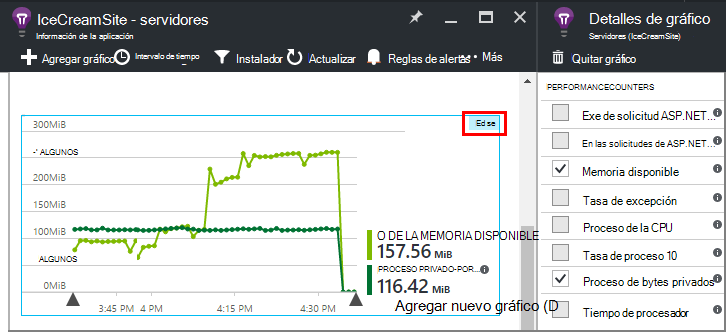 IceCreamSite - servidores
Información de la aplicación
Agregar gráfico
Intervalo de tiempo
Instalador
Actualizar
Reglas de alertas
• Más
Ed se
300MiB
-' ALGUNOS
200MiB
150MiB
100MiB
ALGUNOS
0MiB
3:45 PM
4 PM
4:15 PM
4:30 PM
O DE LA MEMORIA DISPONIBLE
157.56 MiB
PROCESO PRIVADO-POR...
116.42 MiB
Agregar nuevo gráfico (D
Detalles de gráfico
Servidores (IceCreamSite)
Quitar gráfico
PERFORMANCECOUNTERS
Exe de solicitud ASP.NET...
En las solicitudes de ASP.NET...
Memoria disponible
Tasa de excepción
Proceso de la CPU
Tasa de proceso 10
Proceso de bytes privados
Tiempo de procesador